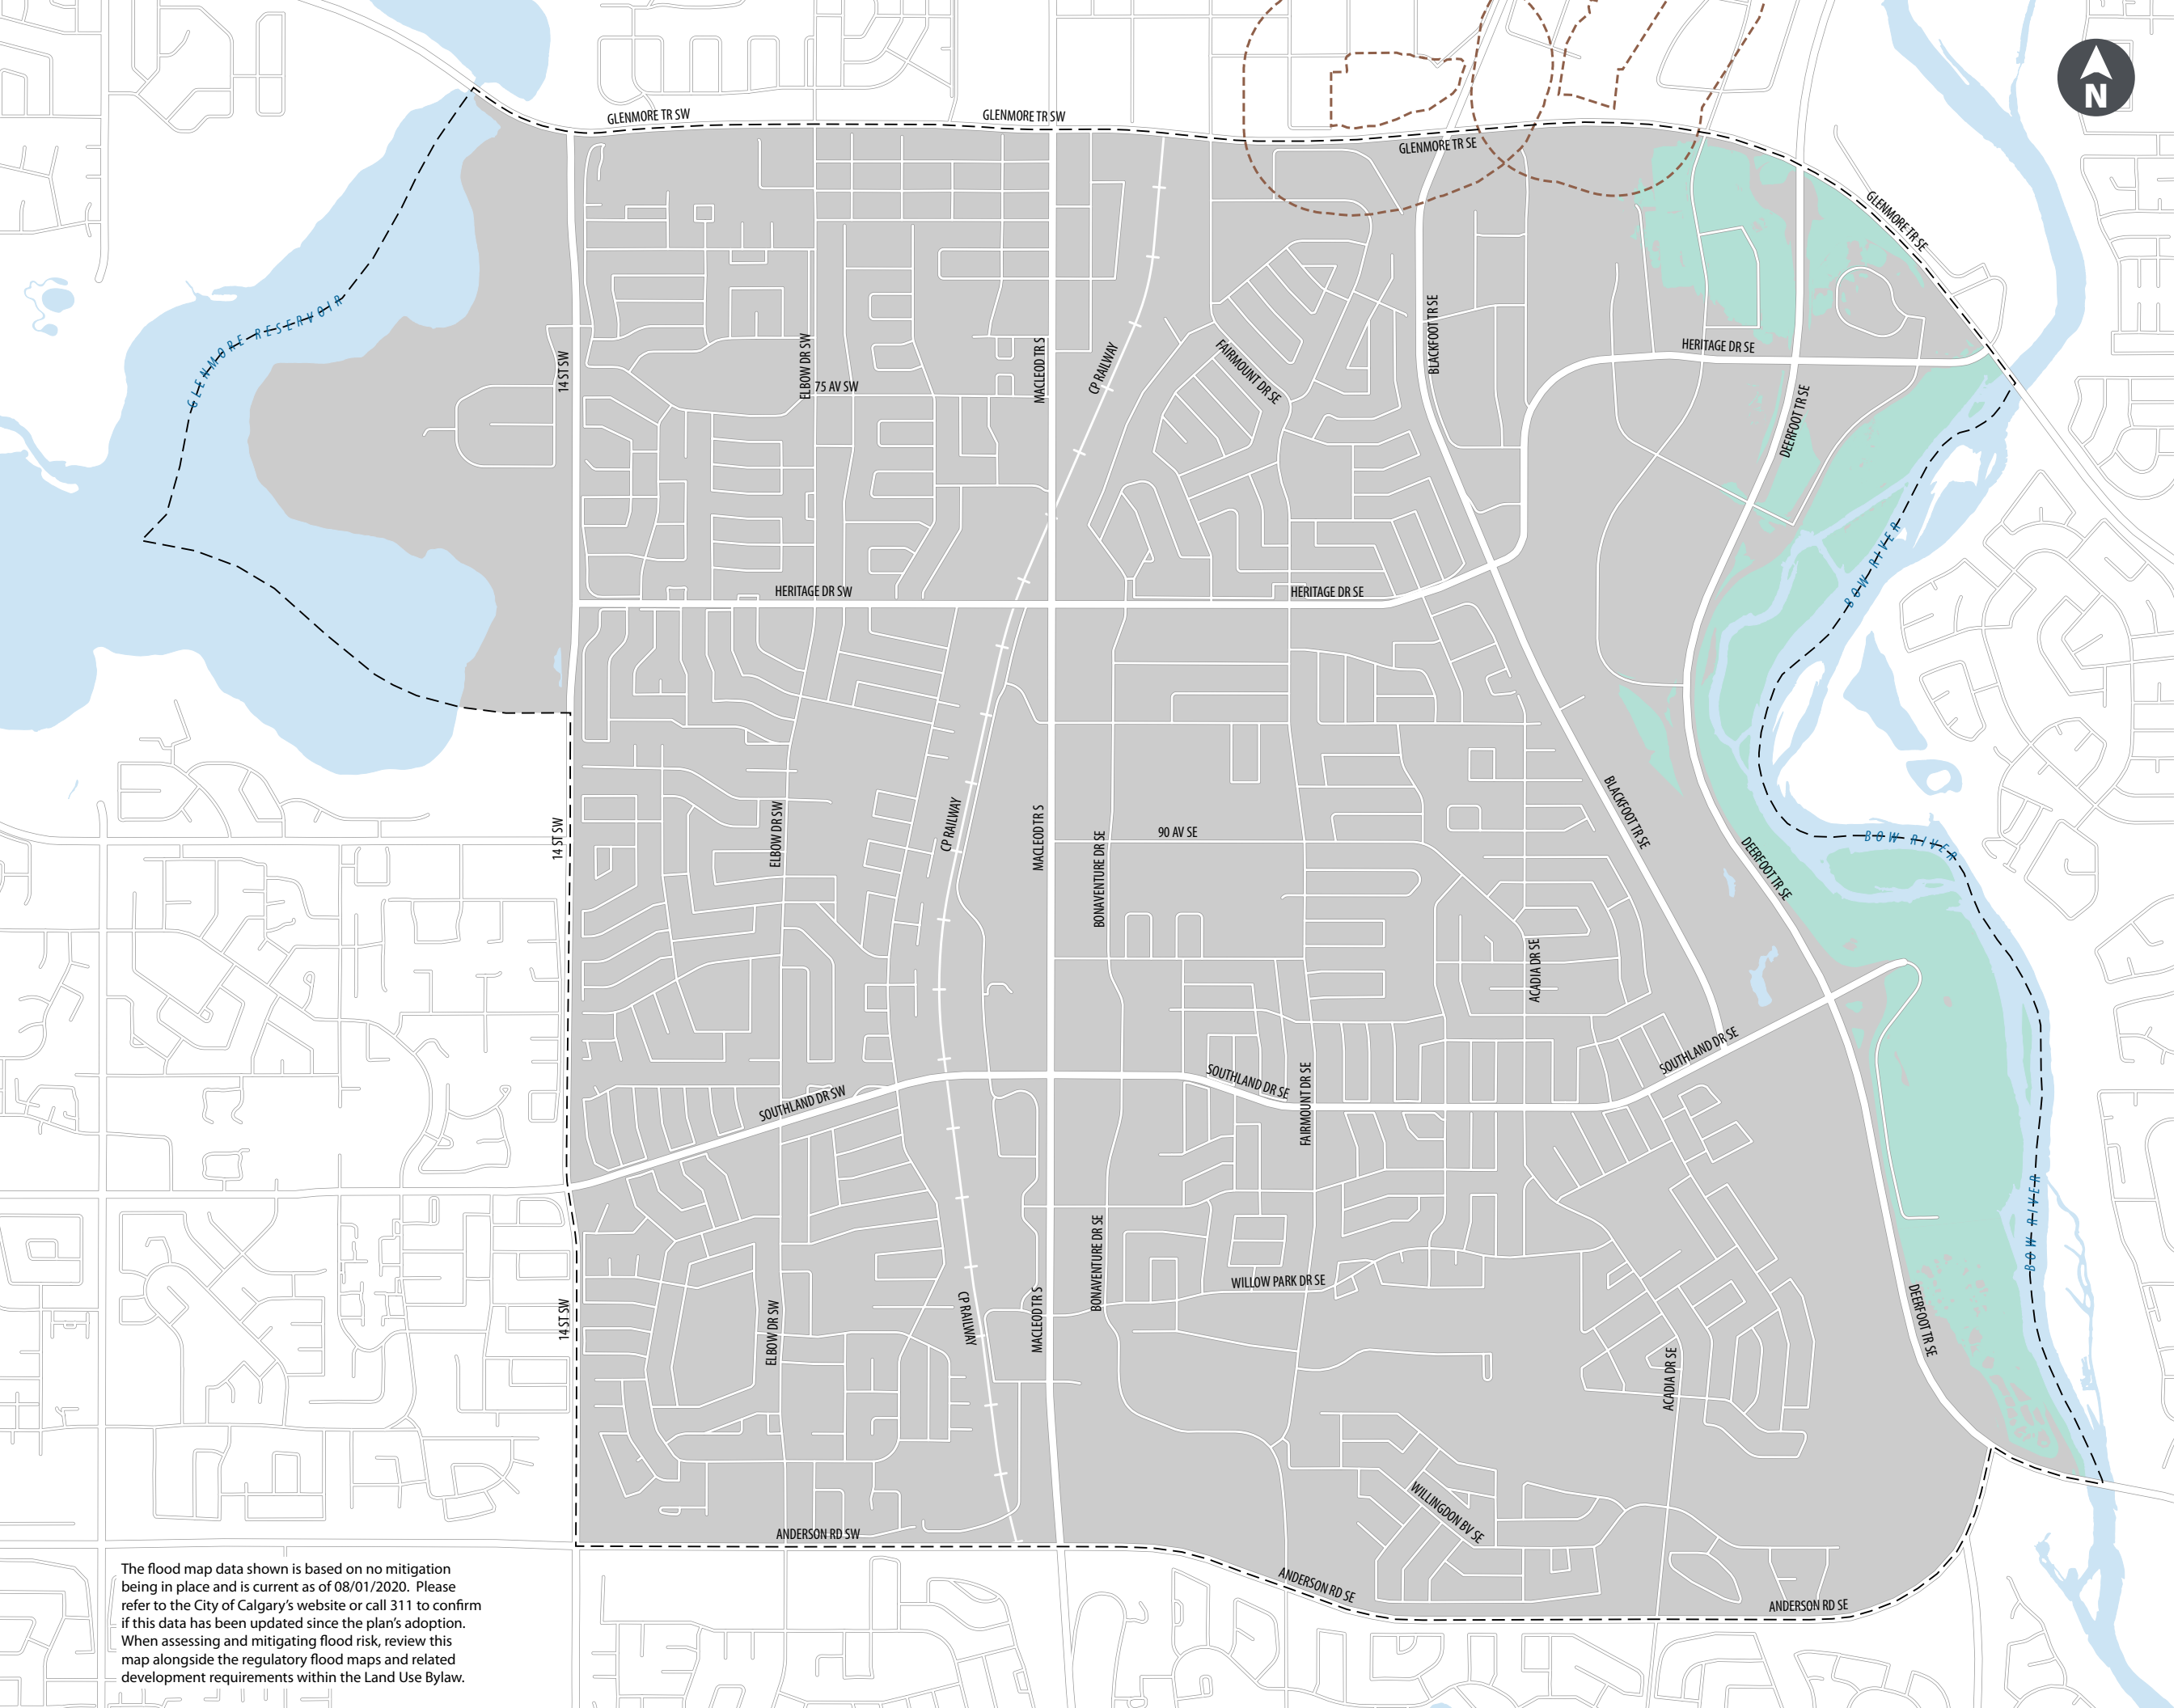 N
GLENMORE TR SW
GLENMORE TR SW
GLENMORE TR SE
GLENMORE TR SE
GLENMORE RESERVOIR
14 ST SW
ELBOW DR SW
75 AV SW
MACLEOD TR S
CP RAILWAY
FAIRMOUNT DR SE
BLACKFOOT TR SE
HERITAGE DR SE
DEERFOOT TR SE
BOW RIVER
HERITAGE DR SW
HERITAGE DR SE
14 ST SW
ELBOW DR SW
CP RAILWAY
MACLEOD TR S
BONAVENTURE DR SE
90 AV SE
BLACKFOOT TR SE
DEERFOOT TR SE
BOW RIVER
ACADIA DR SE
SOUTHLAND DR SW
SOUTHLAND DR SE
FAIRMOUNT DR SE
SOUTHLAND DR SE
BOW RIVER
14 ST SW
ELBOW DR SW
CP RAILWAY
MACLEOD TR S
BONAVENTURE DR SE
WILLOW PARK DR SE
ACADIA DR SE
DEERFOOT TR SE
WILLINGDON BV SE
ANDERSON RD SW
ANDERSON RD SE
ANDERSON RD SE
The flood map data shown is based on no mitigation
being in place and is current as of 08/01/2020. Please
refer to the City of Calgary's website or call 311 to confirm
if this data has been updated since the plan's adoption.
When assessing and mitigating flood risk, review this
map alongside the regulatory flood maps and related
development requirements within the Land Use Bylaw.